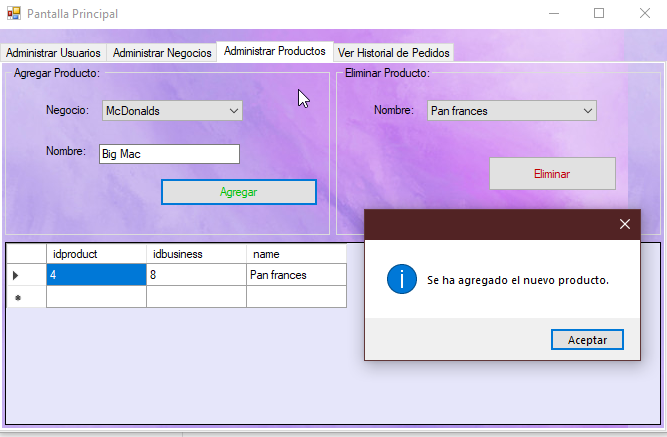 Pantalla Principal
Administrar Usuarios Administrar Negocios Administrar Productos Ver Historial de Pedidos
Agregar Producto:
Negocio: McDonalds
Nombre: Big Mac
Agregar
Eliminar Producto:
Nombre: Pan frances
Eliminar
idproduct idbusiness name
4 8 Pan frances
Se ha agregado el nuevo producto.
Aceptar